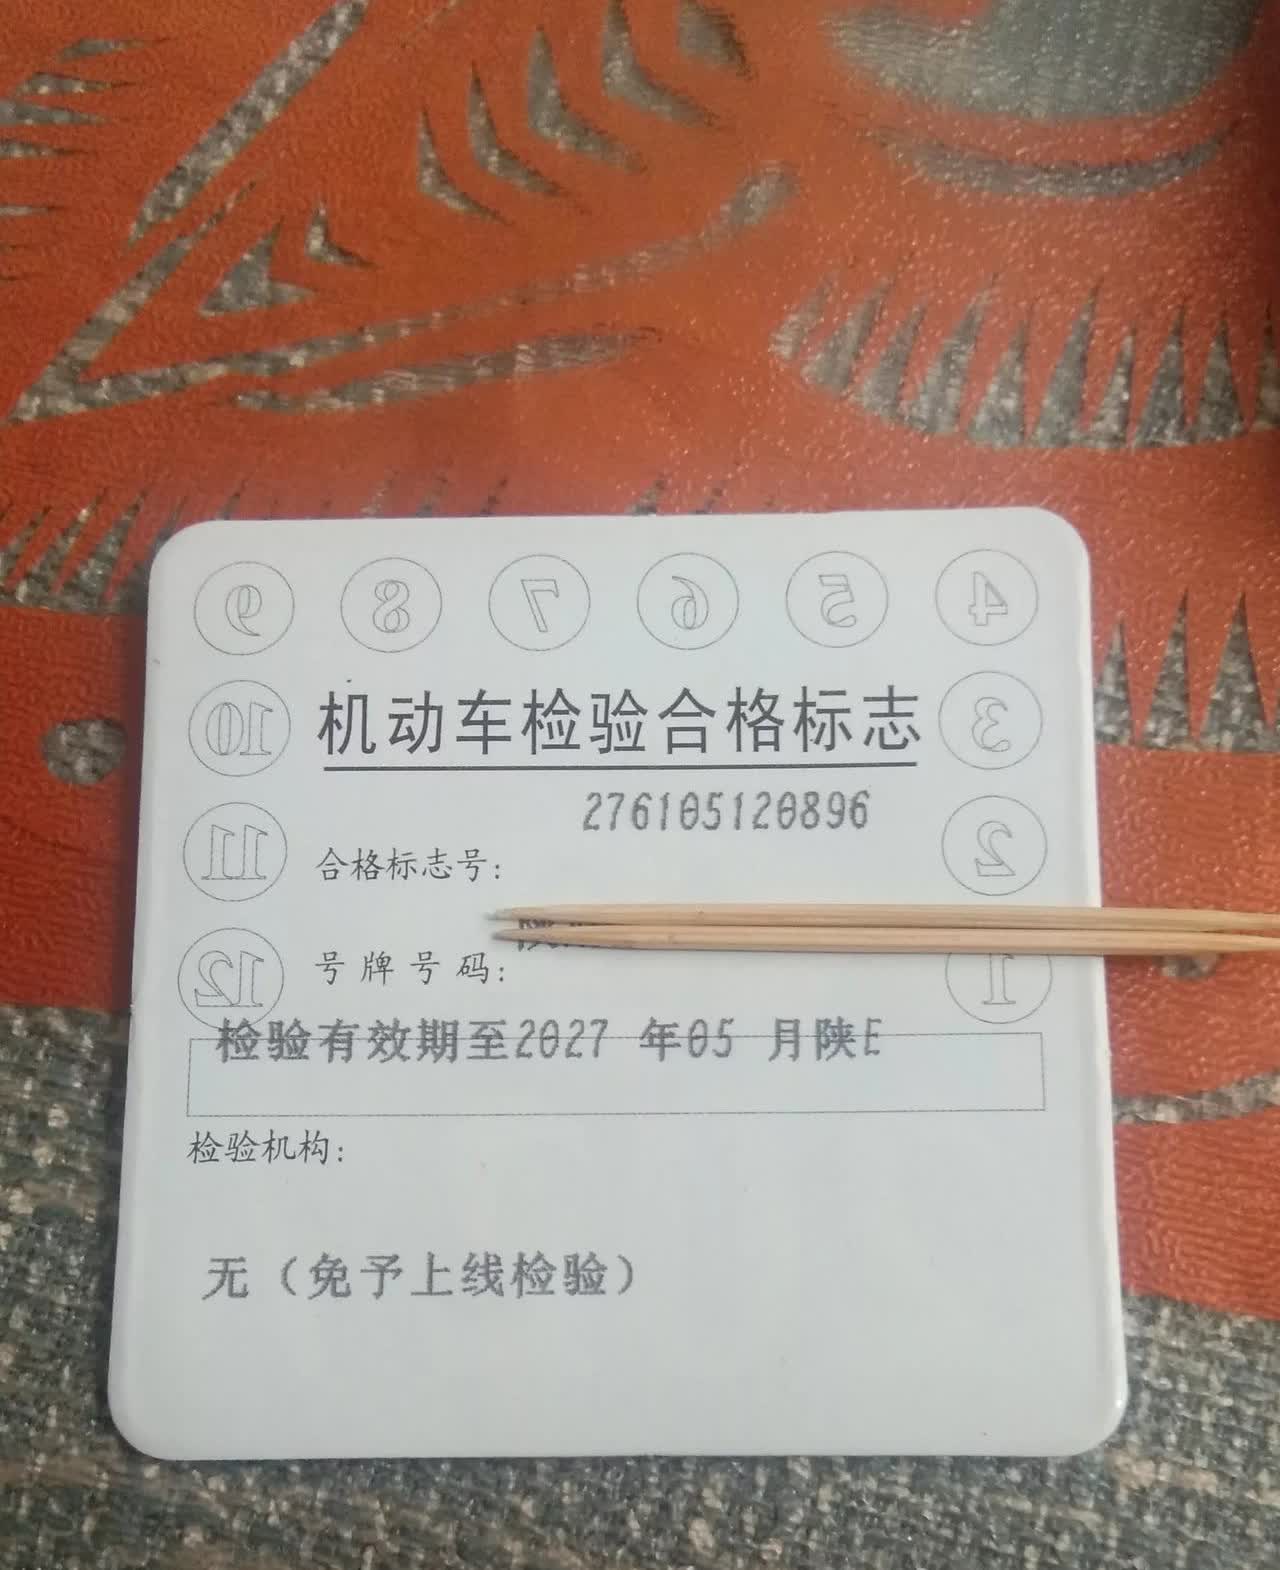 9 8 7 6 5 4
10 机动车检验合格标志 3
276105120896
11 合格标志号: 2
12 号牌号码: 1
检验有效期至2027 年05 月陕E
检验机构:
无（免予上线检验）